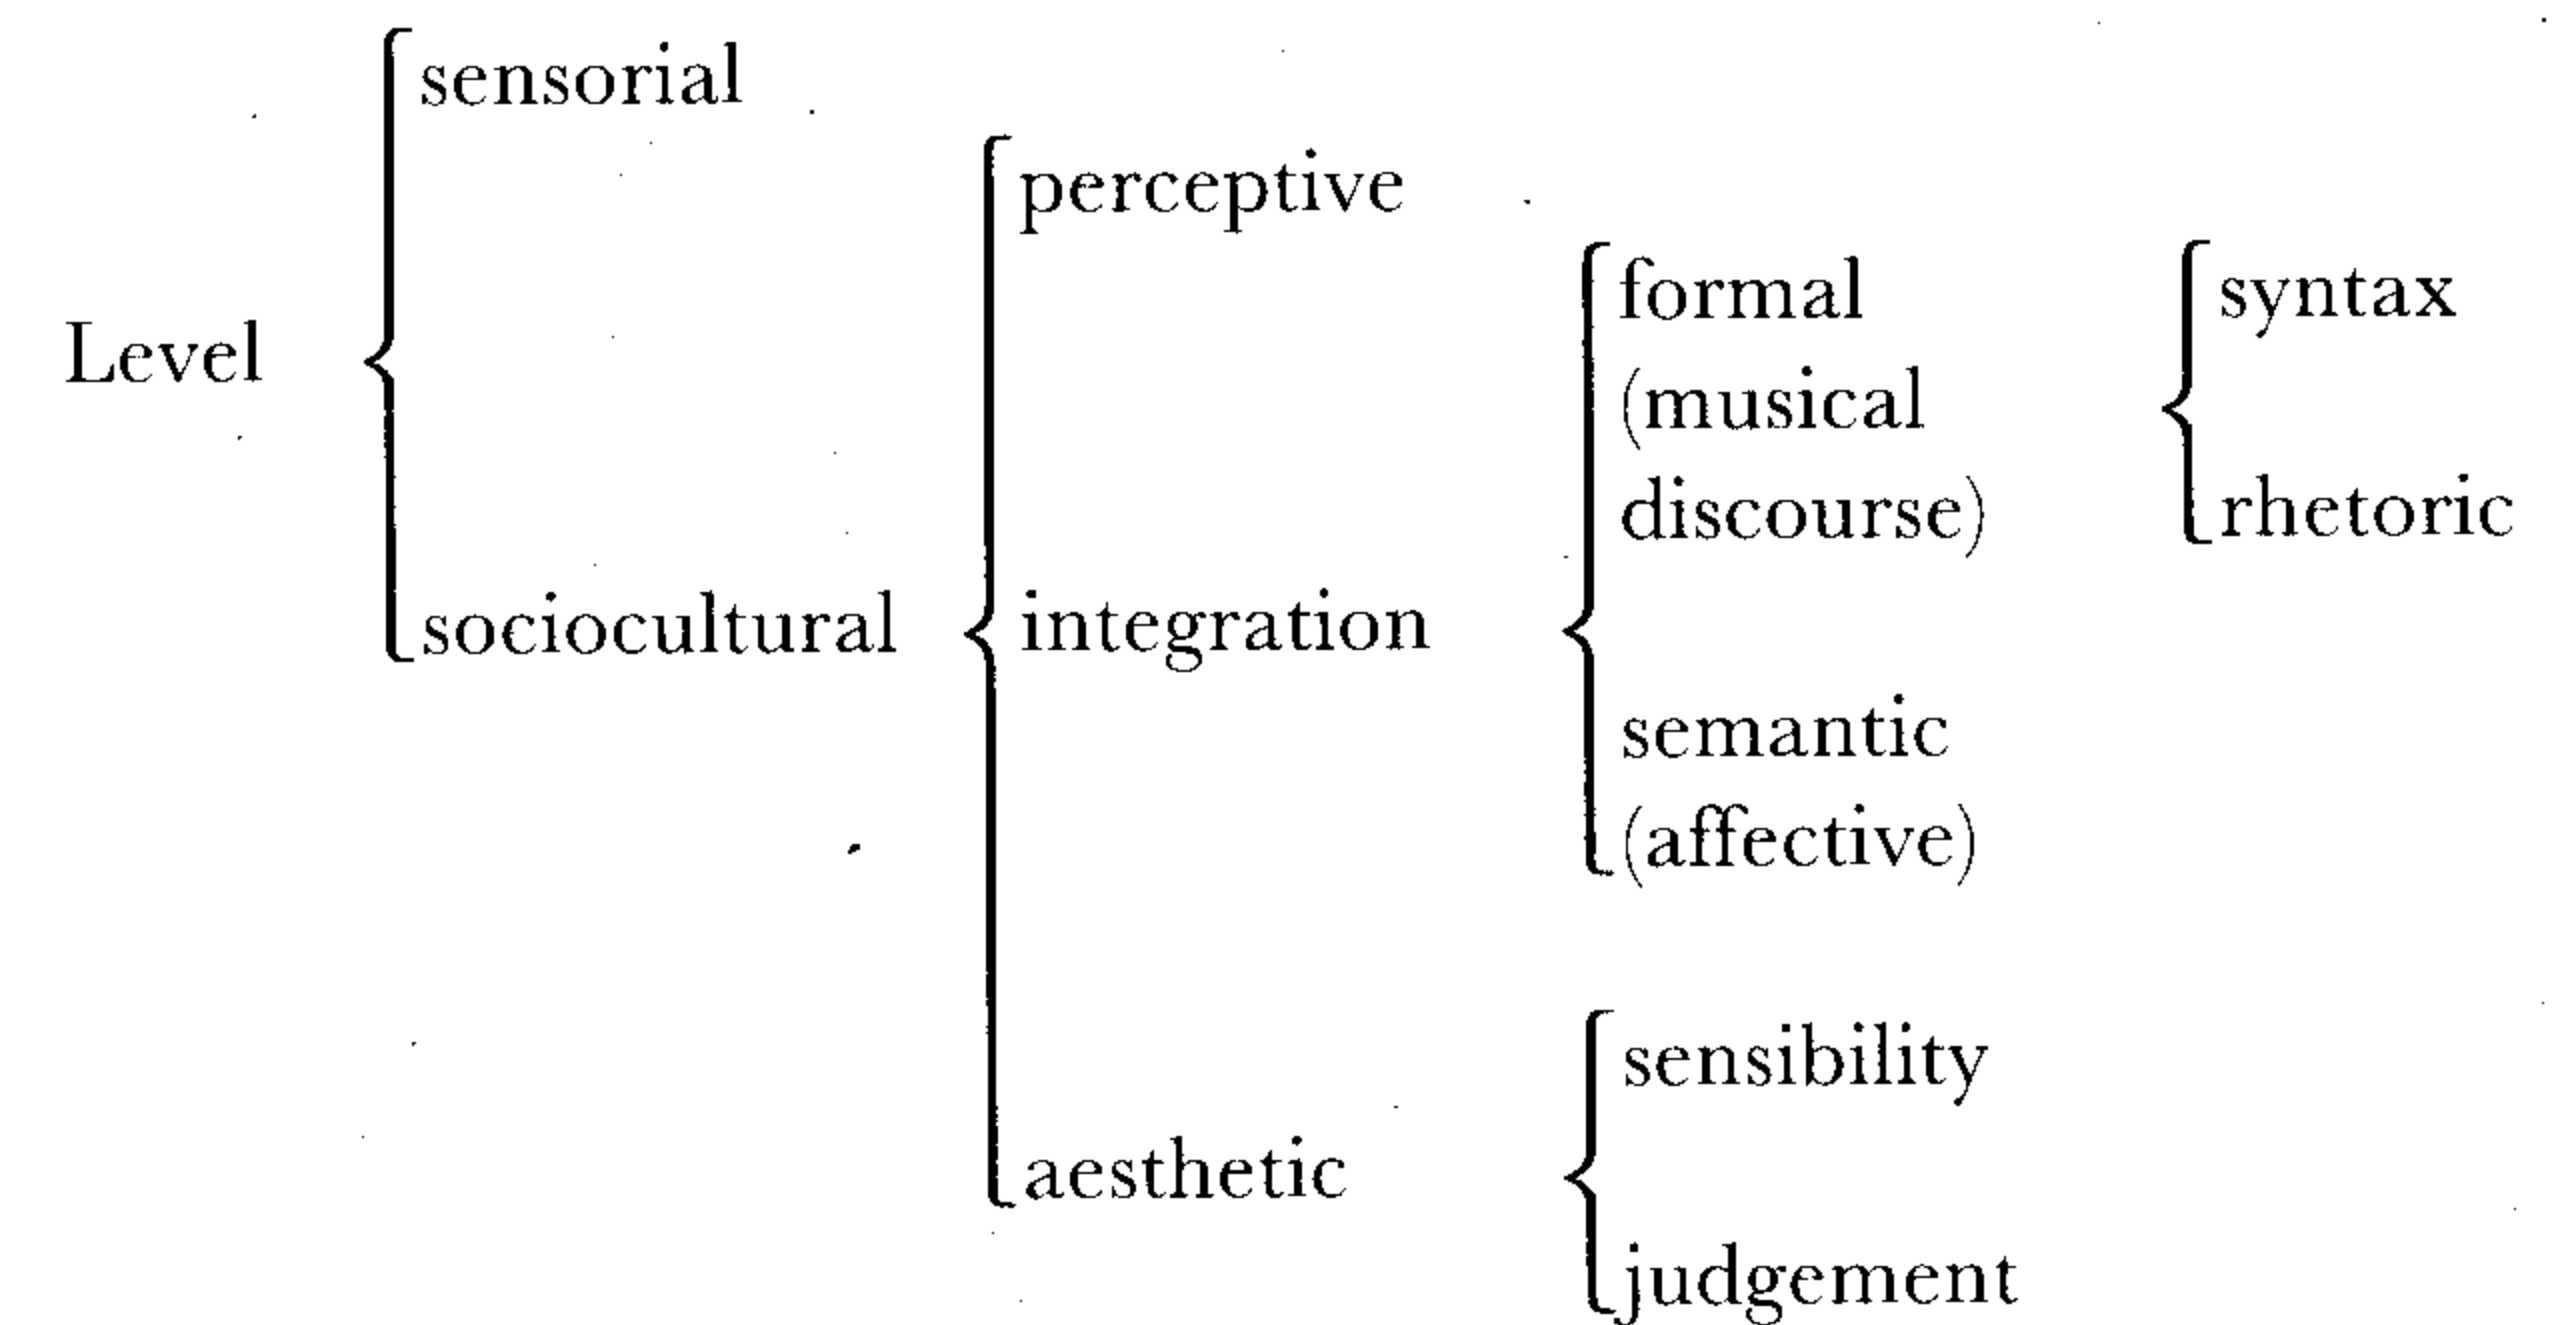 sensorial
perceptive
formal
syntax
Level
(musical
discourse)
rhetoric
sociocultural
integration
semantic
(affective)
sensibility
aesthetic
judgement